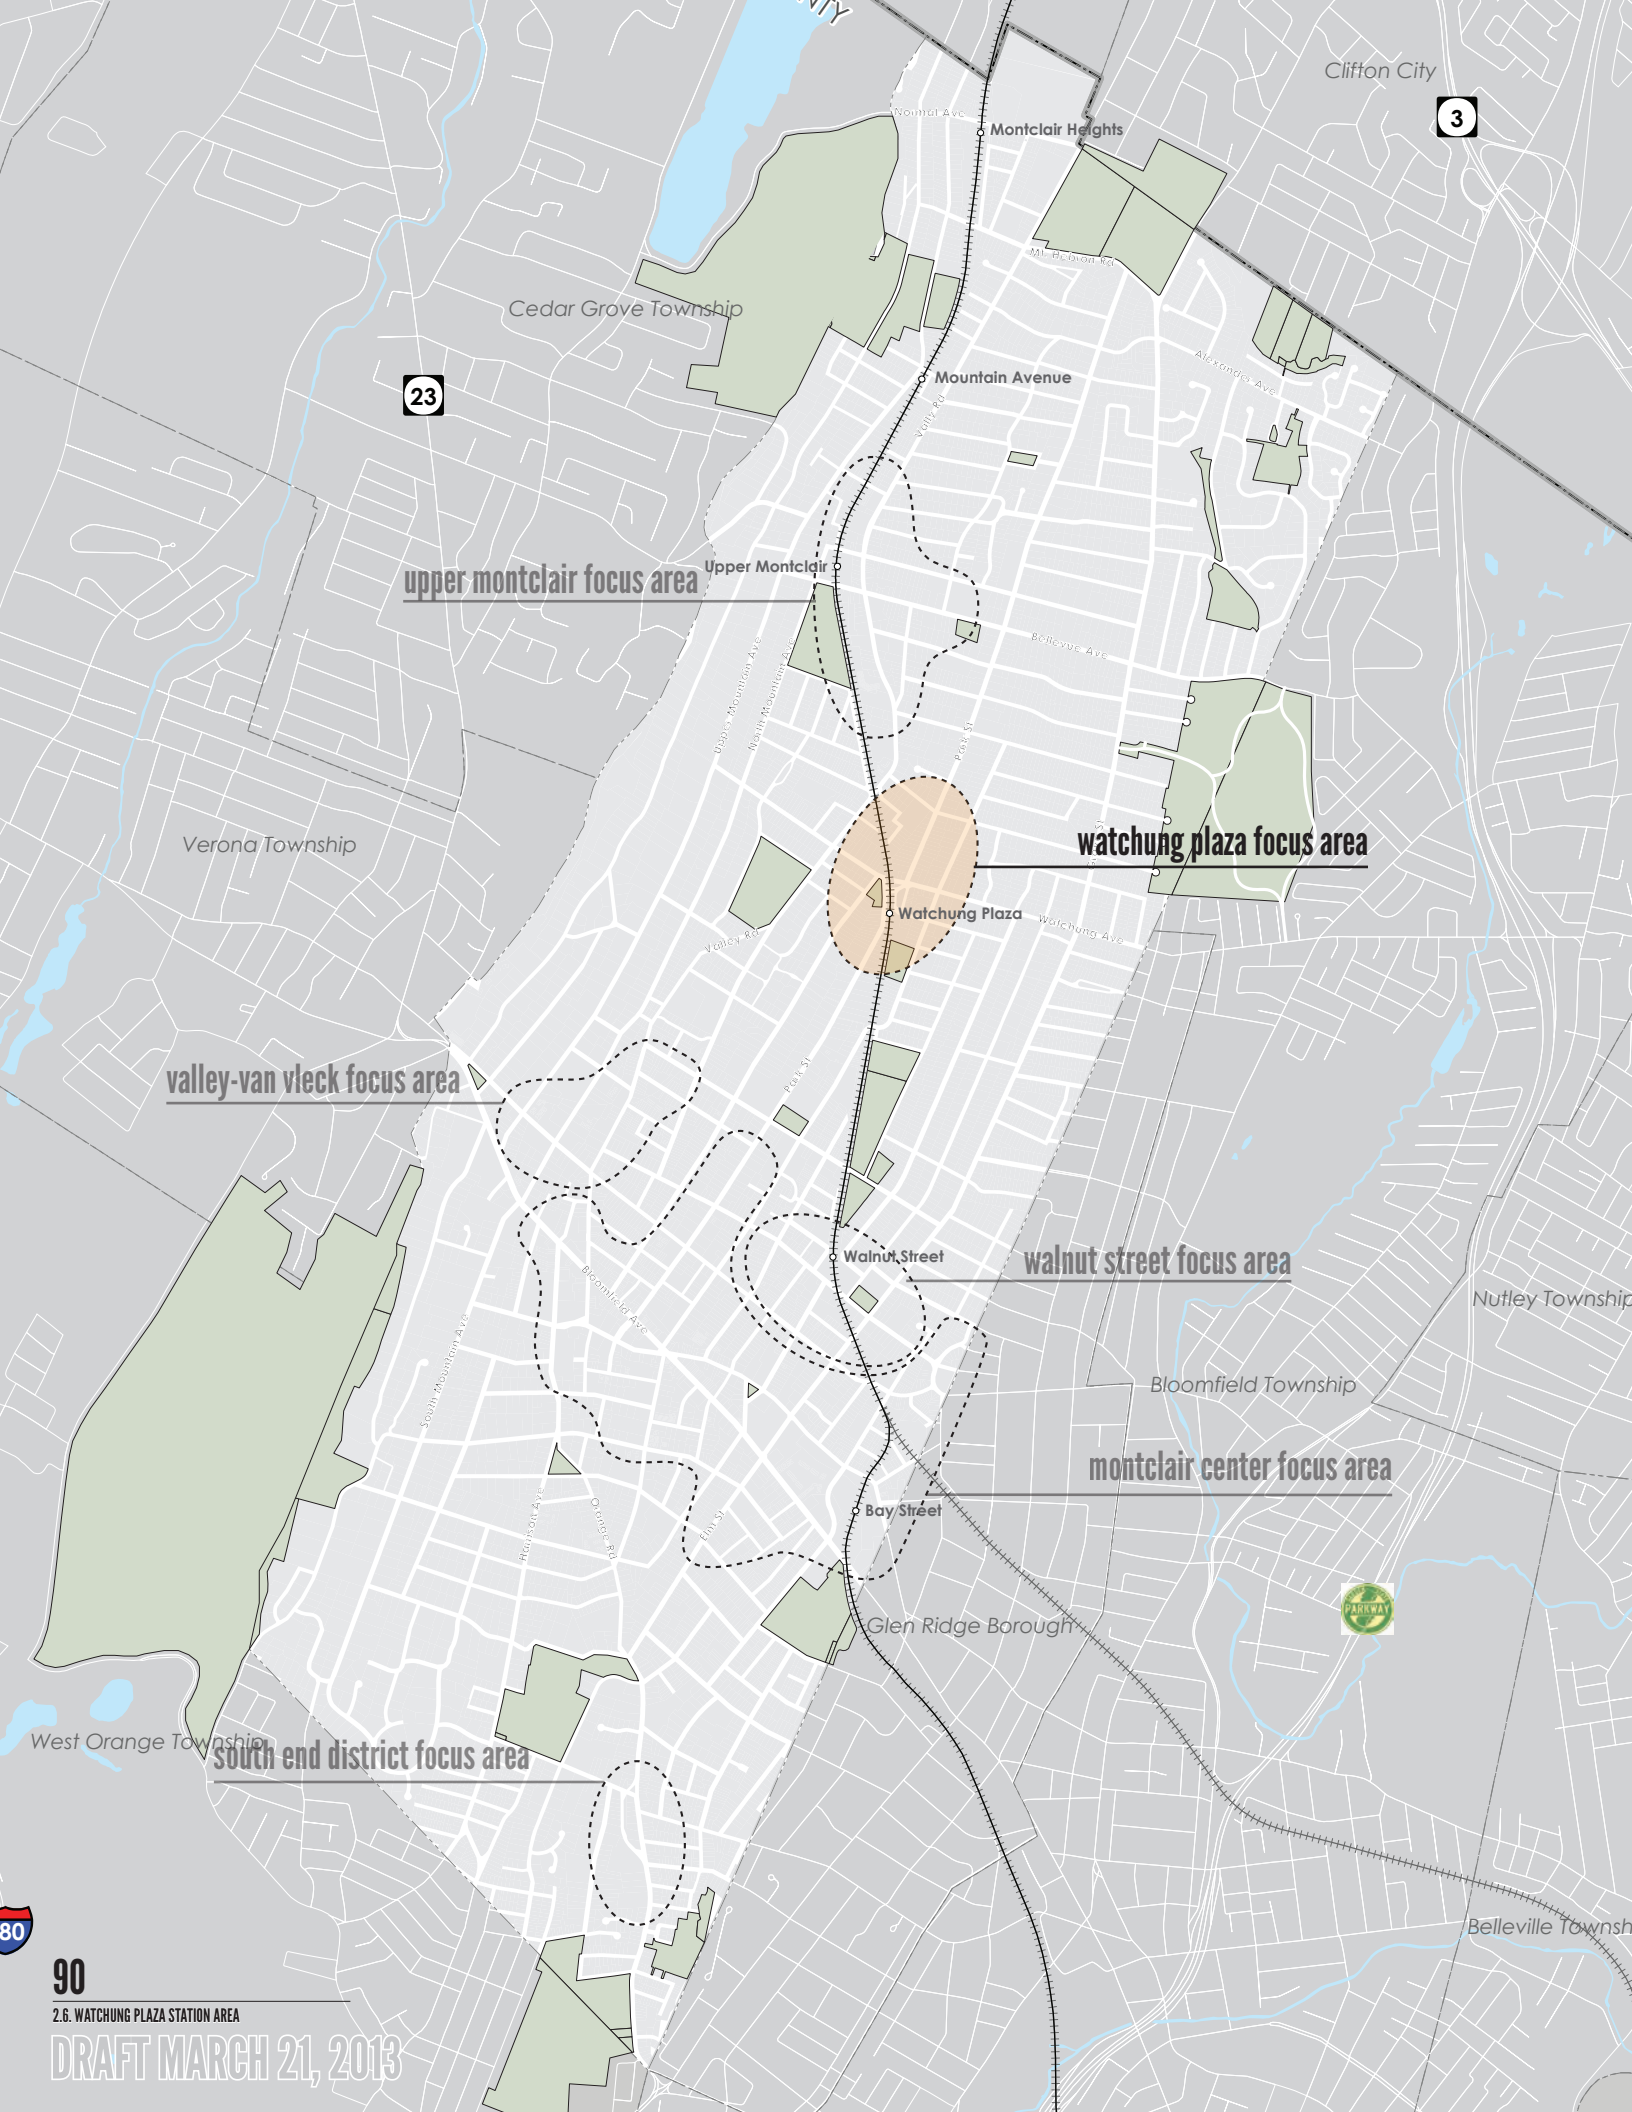 NTY
Clifton City
3
Normal Ave
Montclair Heights
Mt Hebron Rd
Cedar Grove Township
Alexander Ave
Mountain Avenue
23
Valley Rd
Upper Montclair
upper montclair focus area
Bellevue Ave
Upper Mountain Ave
North Mountain Ave
Park St
watchung plaza focus area
Verona Township
Watchung Plaza
Watchung Ave
Valley Rd
valley-van vleck focus area
Park St
Walnut Street
walnut street focus area
Bloomfield Ave
Nutley Township
South Mountain Ave
Bloomfield Township
montclair center focus area
Harrison Ave
Orange Rd
Elm St
Bay Street
PARKWAY
Glen Ridge Borough
West Orange Township
south end district focus area
80
Belleville Townsh
90
2.6. WATCHUNG PLAZA STATION AREA
DRAFT MARCH 21, 2013